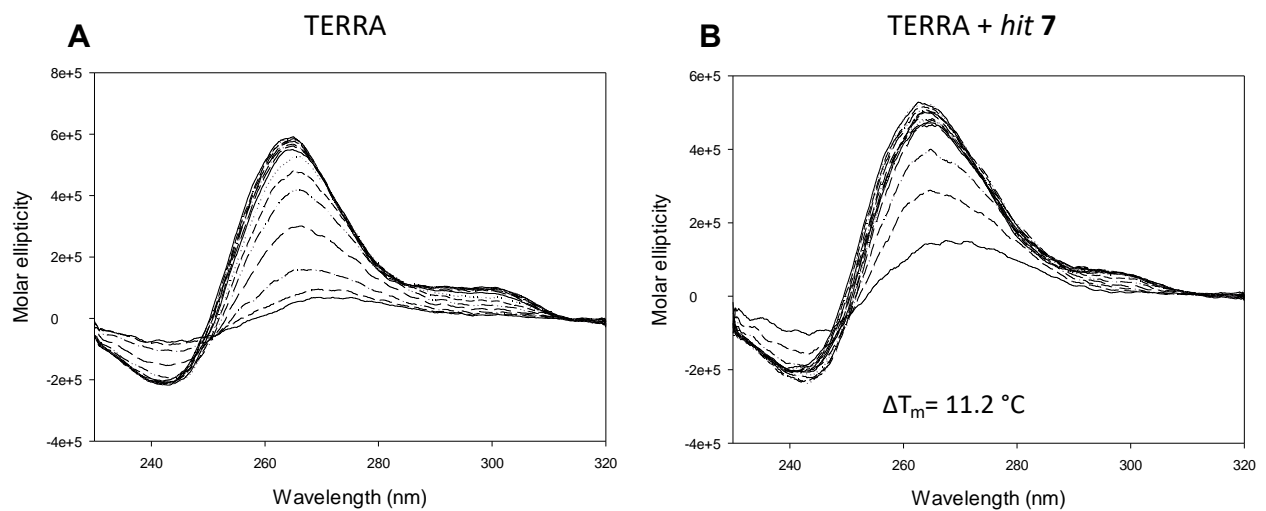 A
TERRA
8e+5
6e+5
4e+5
2e+5
0
-2e+5
-4e+5
Molar ellipticity
240
260
280
300
320
Wavelength (nm)
B
TERRA + hit 7
6e+5
4e+5
2e+5
0
-2e+5
-4e+5
Molar ellipticity
ΔTm= 11.2 °C
240
260
280
300
320
Wavelength (nm)